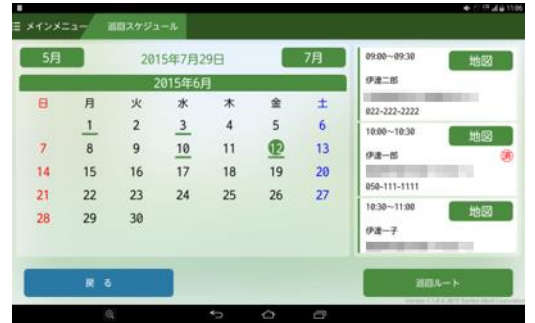 11:06
メインメニュー 巡回スケジュール
5月 2015年7月29日 7月
2015年6月
日 月 火 水 木 金 土
1 2 3 4 5 6
7 8 9 10 11 12 13
14 15 16 17 18 19 20
21 22 23 24 25 26 27
28 29 30
09:00~09:30 地図
伊達二郎
022-222-2222
10:00~10:30 地図
伊達一郎 済
050-111-1111
10:30~11:00 地図
伊達一子
戻る 巡回ルート